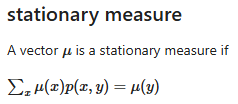 stationary measure
A vector μ is a stationary measure if
∑ₓ μ(x)p(x, y) = μ(y)